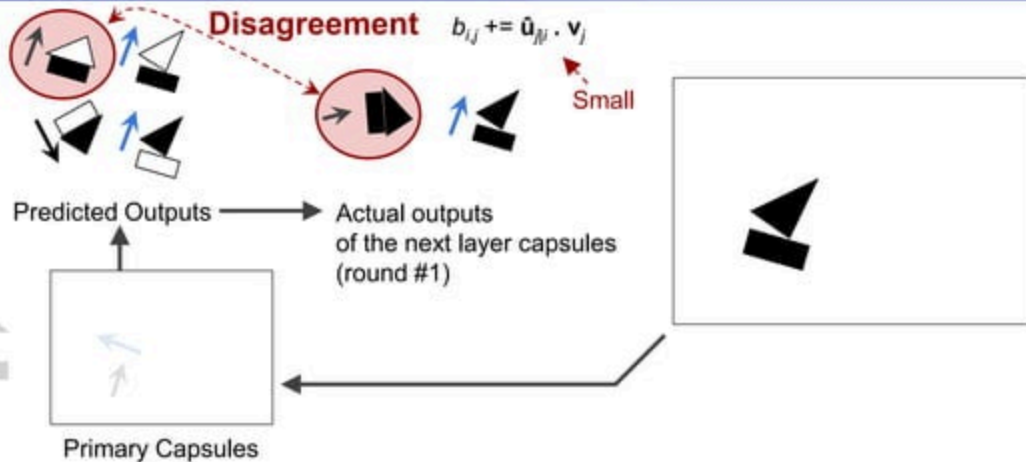 Disagreement
b_{i,j} += û_{j|i} . v_j
Small
Predicted Outputs
Actual outputs
of the next layer capsules
(round #1)
Primary Capsules